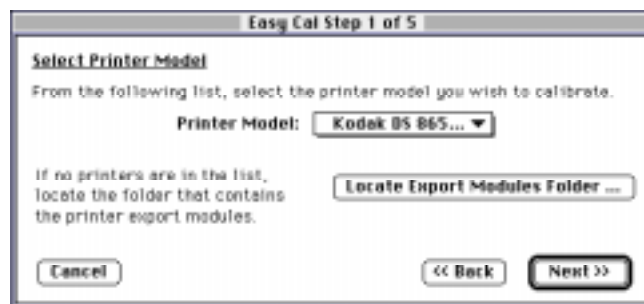 Easy Cal Step 1 of 5
Select Printer Model
From the following list, select the printer model you wish to calibrate.
Printer Model: Kodak DS 865... ▼
If no printers are in the list,
locate the folder that contains
the printer export modules.
Locate Export Modules Folder ...
Cancel
<< Back
Next >>